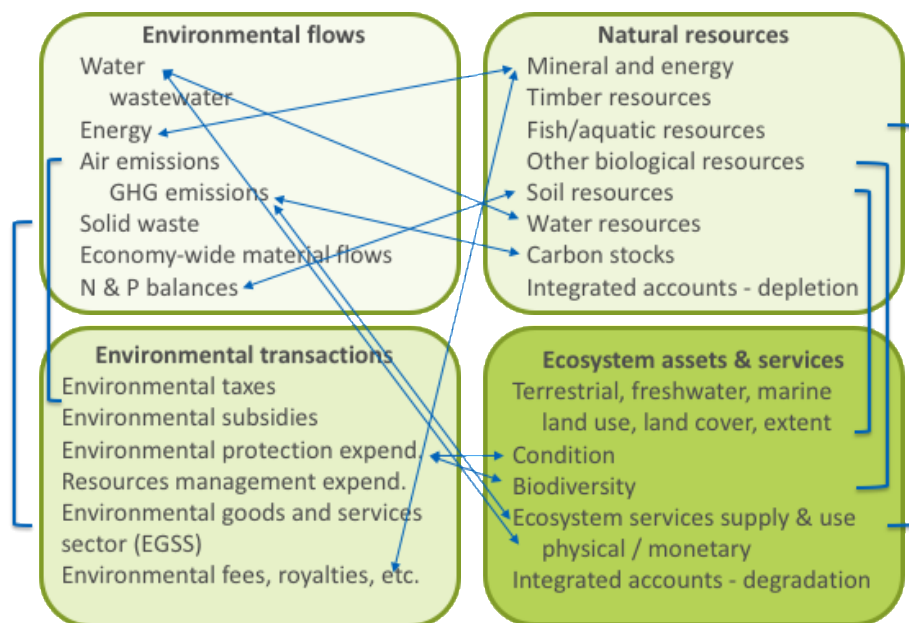 Environmental flows
Water
wastewater
Energy
Air emissions
GHG emissions
Solid waste
Economy-wide material flows
N & P balances
Natural resources
Mineral and energy
Timber resources
Fish/aquatic resources
Other biological resources
Soil resources
Water resources
Carbon stocks
Integrated accounts - depletion
Environmental transactions
Environmental taxes
Environmental subsidies
Environmental protection expend.
Resources management expend.
Environmental goods and services
sector (EGSS)
Environmental fees, royalties, etc.
Ecosystem assets & services
Terrestrial, freshwater, marine
land use, land cover, extent
Condition
Biodiversity
Ecosystem services supply & use
physical / monetary
Integrated accounts - degradation